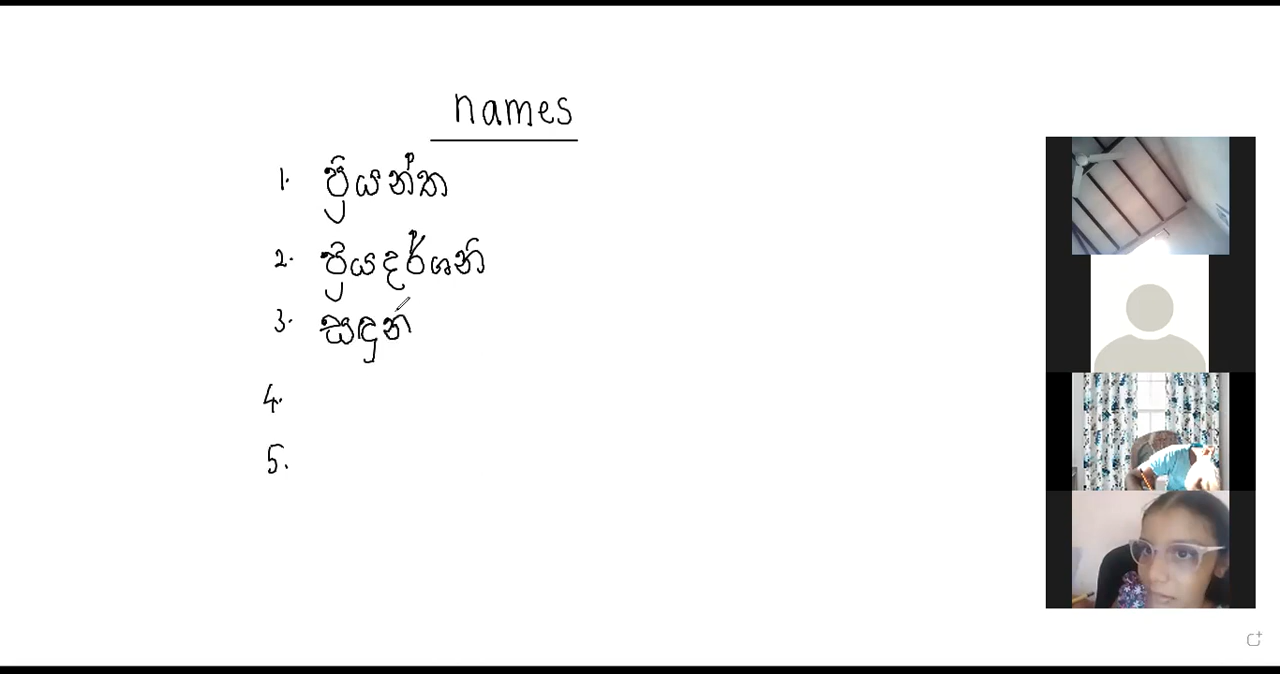 names
1. ප්‍රියන්ත
2. ප්‍රියදර්ශනි
3. සඳුන්
4.
5.